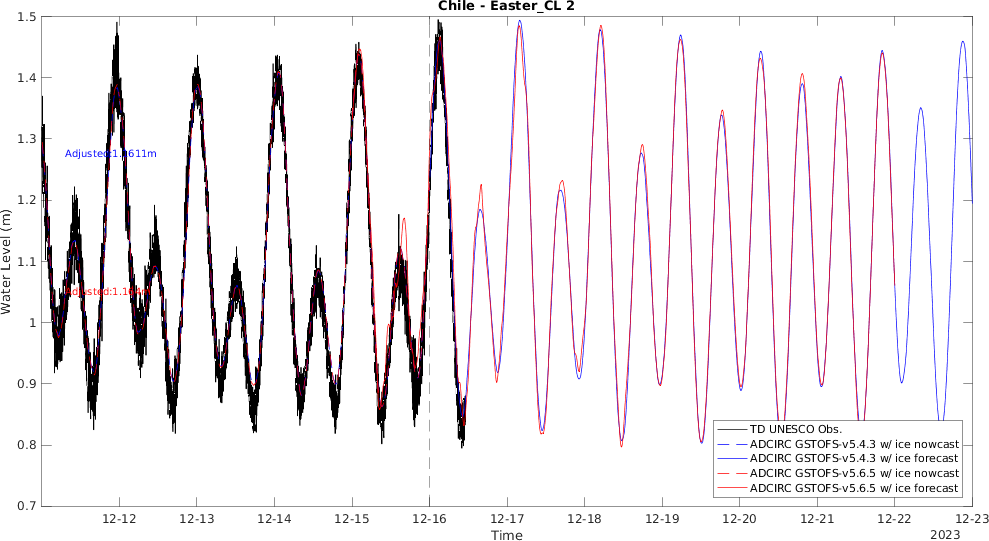 Chile - Easter_CL 2
1.5
1.4
1.3
1.2
1.1
1
0.9
0.8
0.7
Water Level (m)
Adjusted:1.1611m
TD UNESCO Obs.
ADCIRC GSTOFS-v5.4.3 w/ ice nowcast
ADCIRC GSTOFS-v5.4.3 w/ ice forecast
ADCIRC GSTOFS-v5.6.5 w/ ice nowcast
ADCIRC GSTOFS-v5.6.5 w/ ice forecast
12-12
12-13
12-14
12-15
12-16
12-17
12-18
12-19
12-20
12-21
12-22
12-23
Time
2023